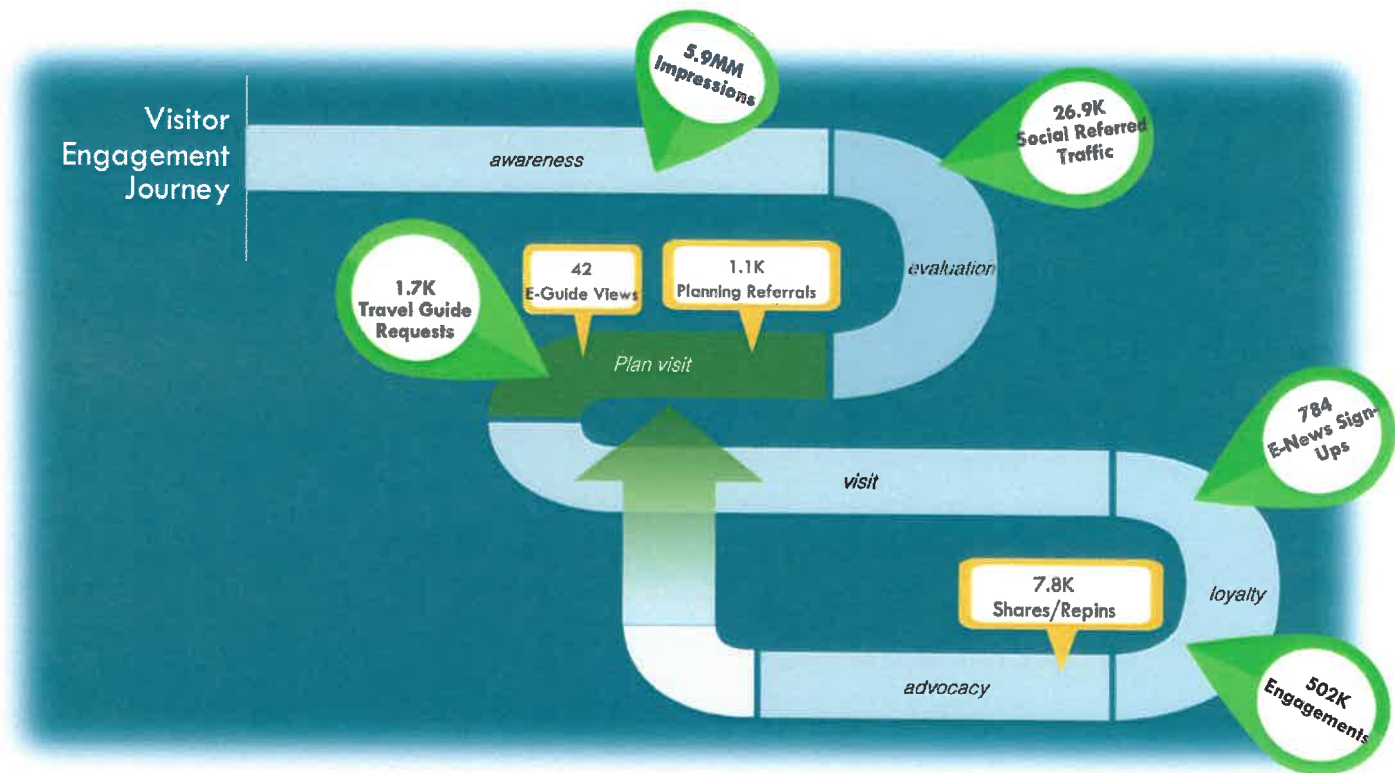 Visitor
Engagement
Journey
5.9MM
Impressions
awareness
26.9K
Social Referred
Traffic
evaluation
1.7K
Travel Guide
Requests
42
E-Guide Views
1.1K
Planning Referrals
Plan visit
784
E-News Sign-
Ups
visit
7.8K
Shares/Repins
loyalty
advocacy
502K
Engagements